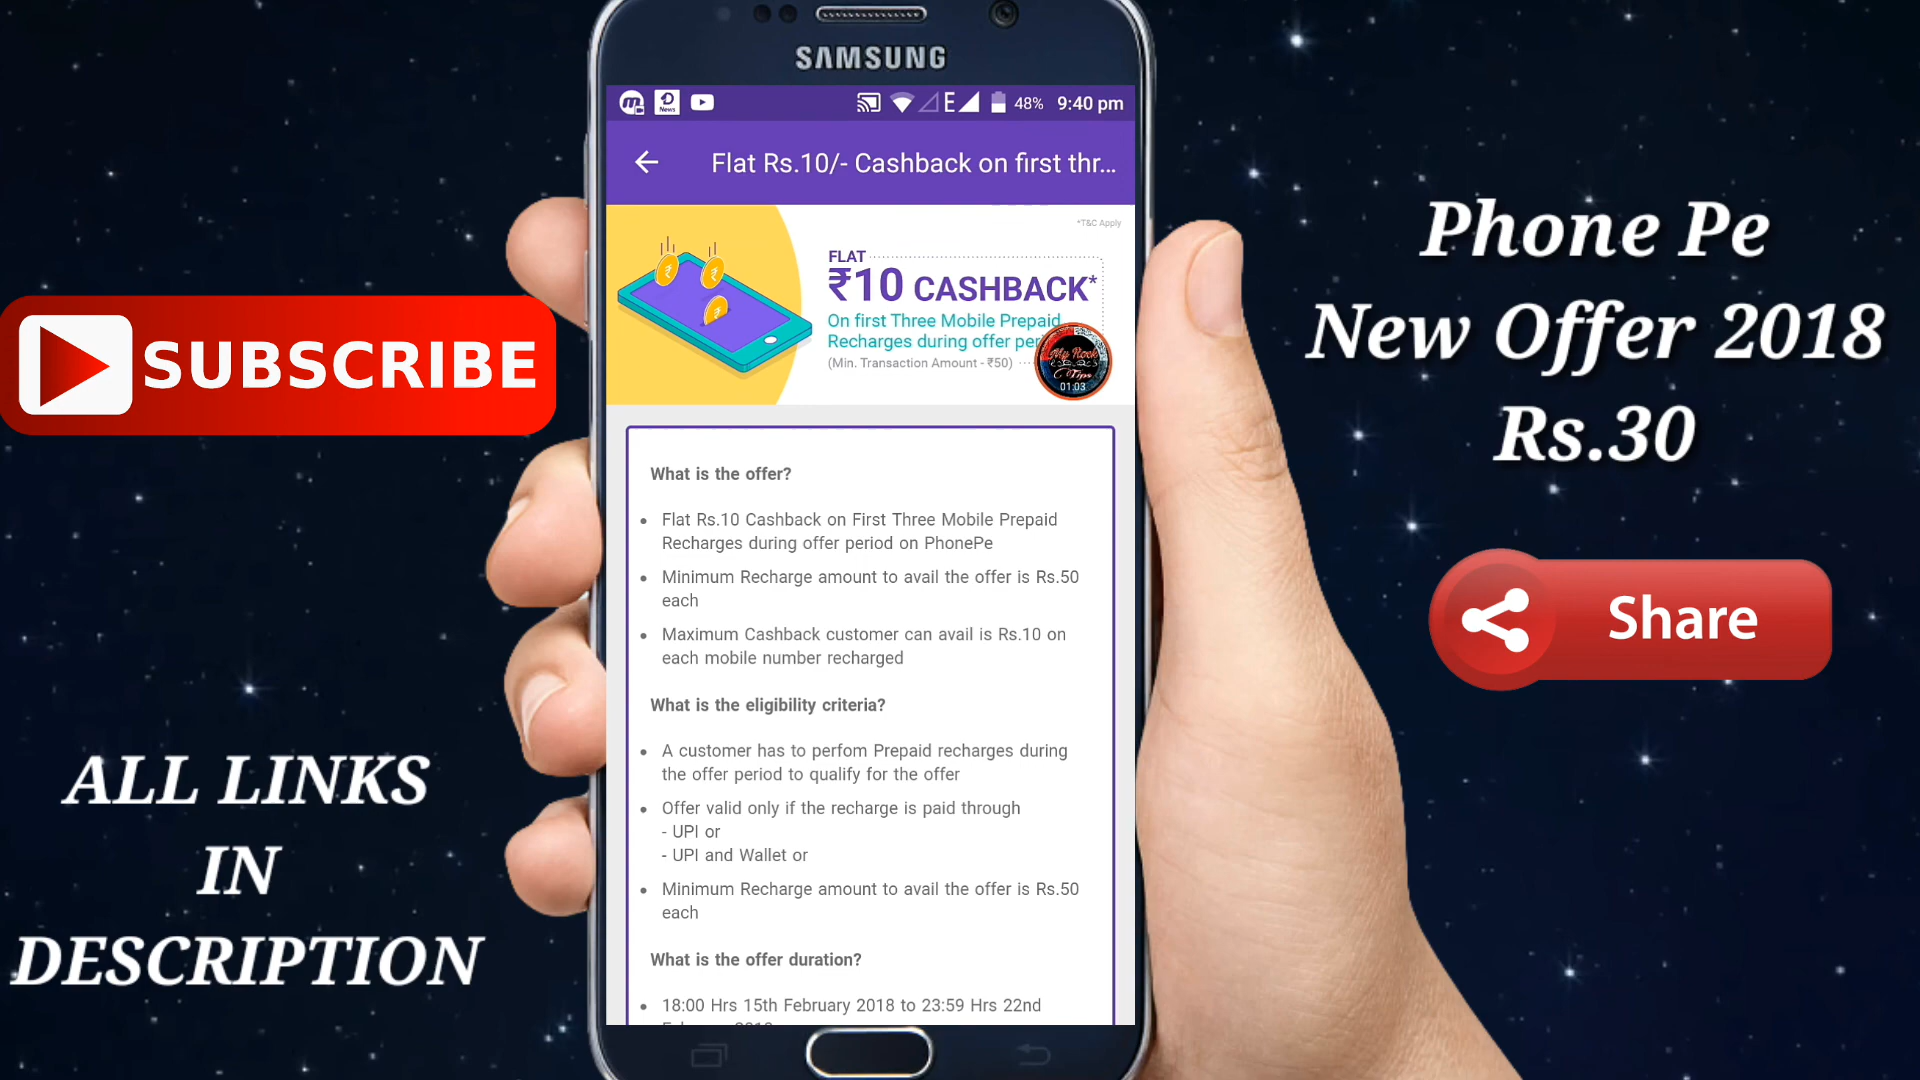 SAMSUNG
News
E
48% 9:40 pm
Flat Rs.10/- Cashback on first thr...
*T&C Apply
FLAT
₹10 CASHBACK*
On first Three Mobile Prepaid
Recharges during offer pe
(Min. Transaction Amount - ₹50)
My Rock
Tips
01:03
What is the offer?
• Flat Rs.10 Cashback on First Three Mobile Prepaid
Recharges during offer period on PhonePe
• Minimum Recharge amount to avail the offer is Rs.50
each
• Maximum Cashback customer can avail is Rs.10 on
each mobile number recharged
What is the eligibility criteria?
• A customer has to perfom Prepaid recharges during
the offer period to qualify for the offer
• Offer valid only if the recharge is paid through
- UPI or
- UPI and Wallet or
• Minimum Recharge amount to avail the offer is Rs.50
each
What is the offer duration?
• 18:00 Hrs 15th February 2018 to 23:59 Hrs 22nd
SUBSCRIBE
ALL LINKS
IN
DESCRIPTION
Phone Pe
New Offer 2018
Rs.30
Share